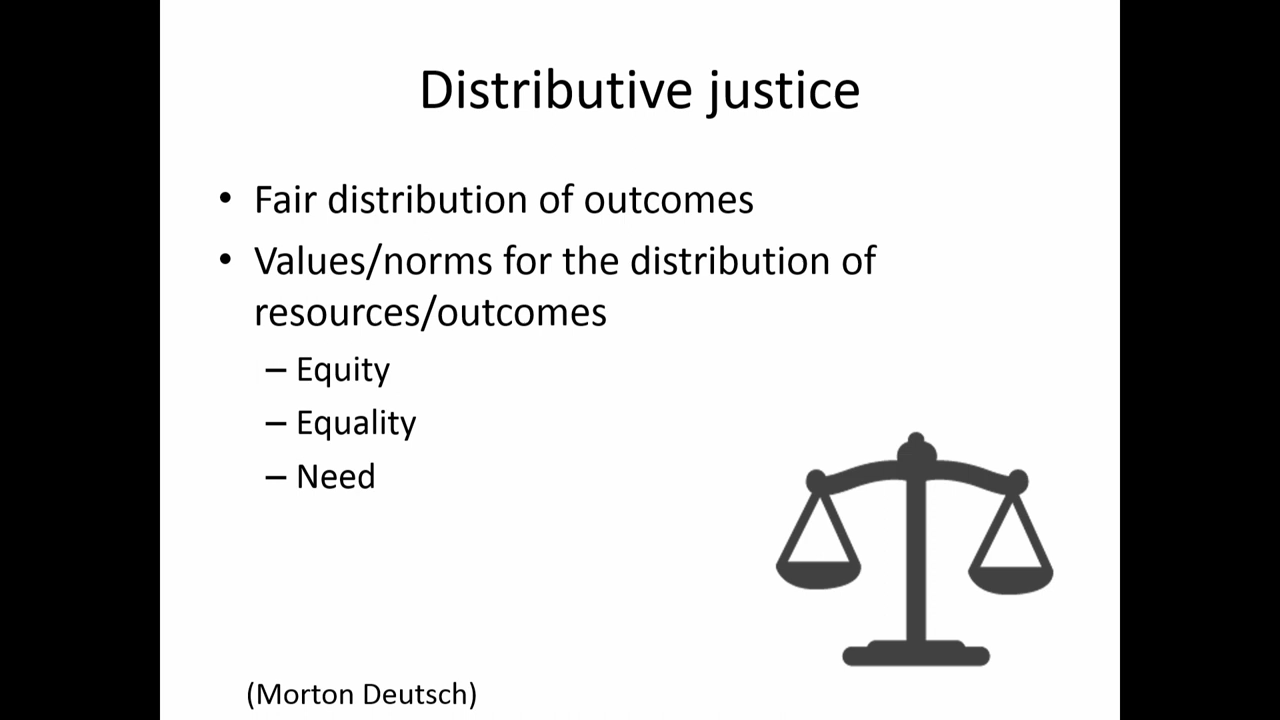 Distributive justice
• Fair distribution of outcomes
• Values/norms for the distribution of
resources/outcomes
– Equity
– Equality
– Need
(Morton Deutsch)